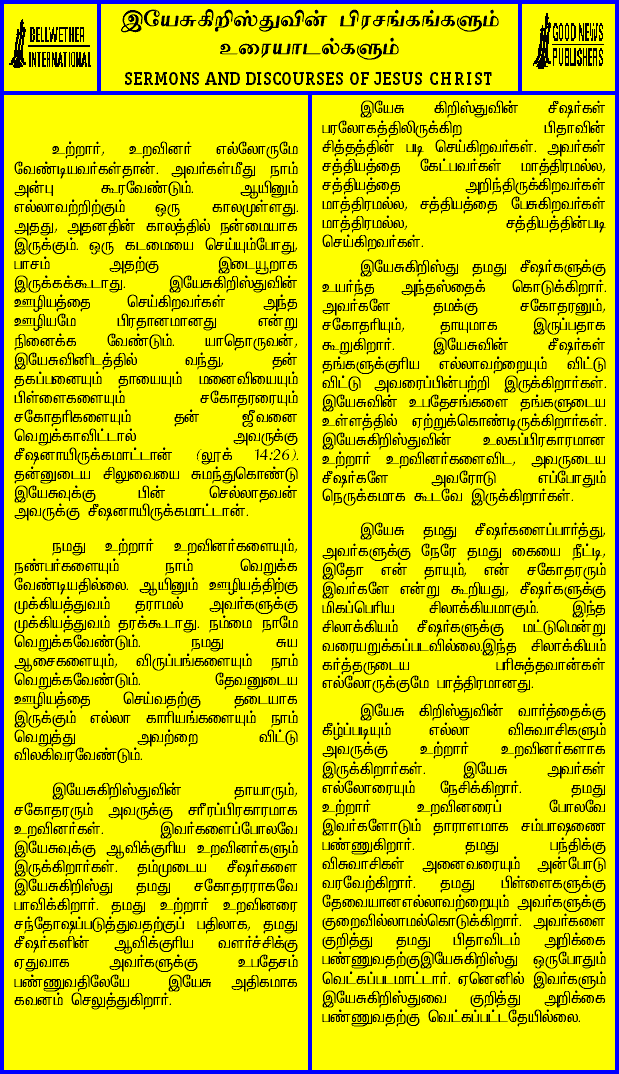 BELLWETHER
INTERNATIONAL
இயேசுகிறிஸ்துவின் பிரசங்கங்களும்
உரையாடல்களும்
SERMONS AND DISCOURSES OF JESUS CHRIST
GOOD NEWS
PUBLISHERS
உற்றார், உறவினர் எல்லோருமே
வேண்டியவர்கள்தான். அவர்கள்மீது நாம்
அன்பு கூரவேண்டும். ஆயினும்
எல்லாவற்றிற்கும் ஒரு காலமுள்ளது.
அதது, அதனதின் காலத்தில் நன்மையாக
இருக்கும். ஒரு கடமையை செய்யும்போது,
பாசம் அதற்கு இடையூறாக
இருக்கக்கூடாது. இயேசுகிறிஸ்துவின்
ஊழியத்தை செய்கிறவர்கள் அந்த
ஊழியமே பிரதானமானது என்று
நினைக்க வேண்டும். யாதொருவன்,
இயேசுவினிடத்தில் வந்து, தன்
தகப்பனையும் தாயையும் மனைவியையும்
பிள்ளைகளையும் சகோதரரையும்
சகோதரிகளையும் தன் ஜீவனை
வெறுக்காவிட்டால் அவருக்கு
சீஷனாயிருக்கமாட்டான் (லூக் 14:26).
தன்னுடைய சிலுவையை சுமந்துகொண்டு
இயேசுவுக்கு பின் செல்லாதவன்
அவருக்கு சீஷனாயிருக்கமாட்டான்.
நமது உற்றார் உறவினர்களையும்,
நண்பர்களையும் நாம் வெறுக்க
வேண்டியதில்லை. ஆயினும் ஊழியத்திற்கு
முக்கியத்துவம் தராமல் அவர்களுக்கு
முக்கியத்துவம் தரக்கூடாது. நம்மை நாமே
வெறுக்கவேண்டும். நமது சுய
ஆசைகளையும், விருப்பங்களையும் நாம்
வெறுக்கவேண்டும். தேவனுடைய
ஊழியத்தை செய்வதற்கு தடையாக
இருக்கும் எல்லா காரியங்களையும் நாம்
வெறுத்து அவற்றை விட்டு
விலகிவரவேண்டும்.
இயேசுகிறிஸ்துவின் தாயாரும்,
சகோதரரும் அவருக்கு சரீரப்பிரகாரமாக
உறவினர்கள். இவர்களைப்போலவே
இயேசுவுக்கு ஆவிக்குரிய உறவினர்களும்
இருக்கிறார்கள். தம்முடைய சீஷர்களை
இயேசுகிறிஸ்து தமது சகோதரராகவே
பாவிக்கிறார். தமது உற்றார் உறவினரை
சந்தோஷப்படுத்துவதற்குப் பதிலாக, தமது
சீஷர்களின் ஆவிக்குரிய வளர்ச்சிக்கு
ஏதுவாக அவர்களுக்கு உபதேசம்
பண்ணுவதிலேயே இயேசு அதிகமாக
கவனம் செலுத்துகிறார்.
இயேசு கிறிஸ்துவின் சீஷர்கள்
பரலோகத்திலிருக்கிற பிதாவின்
சித்தத்தின் படி செய்கிறவர்கள். அவர்கள்
சத்தியத்தை கேட்பவர்கள் மாத்திரமல்ல,
சத்தியத்தை அறிந்திருக்கிறவர்கள்
மாத்திரமல்ல, சத்தியத்தை பேசுகிறவர்கள்
மாத்திரமல்ல, சத்தியத்தின்படி
செய்கிறவர்கள்.
இயேசுகிறிஸ்து தமது சீஷர்களுக்கு
உயர்ந்த அந்தஸ்தைக் கொடுக்கிறார்.
அவர்களே தமக்கு சகோதரனும்,
சகோதரியும், தாயுமாக இருப்பதாக
கூறுகிறார். இயேசுவின் சீஷர்கள்
தங்களுக்குரிய எல்லாவற்றையும் விட்டு
விட்டு அவரைப்பின்பற்றி இருக்கிறார்கள்.
இயேசுவின் உபதேசங்களை தங்களுடைய
உள்ளத்தில் ஏற்றுக்கொண்டிருக்கிறார்கள்.
இயேசுகிறிஸ்துவின் உலகப்பிரகாரமான
உற்றார் உறவினர்களைவிட, அவருடைய
சீஷர்களே அவரோடு எப்போதும்
நெருக்கமாக கூடவே இருக்கிறார்கள்.
இயேசு தமது சீஷர்களைப்பார்த்து,
அவர்களுக்கு நேரே தமது கையை நீட்டி,
இதோ என் தாயும், என் சகோதரரும்
இவர்களே என்று கூறியது, சீஷர்களுக்கு
மிகப்பெரிய சிலாக்கியமாகும். இந்த
சிலாக்கியம் சீஷர்களுக்கு மட்டுமென்று
வரையறுக்கப்படவில்லை.இந்த சிலாக்கியம்
கர்த்தருடைய பரிசுத்தவான்கள்
எல்லோருக்குமே பாத்திரமானது.
இயேசு கிறிஸ்துவின் வார்த்தைக்கு
கீழ்ப்படியும் எல்லா விசுவாசிகளும்
அவருக்கு உற்றார் உறவினர்களாக
இருக்கிறார்கள். இயேசு அவர்கள்
எல்லோரையும் நேசிக்கிறார். தமது
உற்றார் உறவினரைப் போலவே
இவர்களோடும் தாராளமாக சம்பாஷணை
பண்ணுகிறார். தமது பந்திக்கு
விசுவாசிகள் அனைவரையும் அன்போடு
வரவேற்கிறார். தமது பிள்ளைகளுக்கு
தேவையானஎல்லாவற்றையும் அவர்களுக்கு
குறைவில்லாமல்கொடுக்கிறார். அவர்களை
குறித்து தமது பிதாவிடம் அறிக்கை
பண்ணுவதற்குஇயேசுகிறிஸ்து ஒருபோதும்
வெட்கப்படமாட்டார். ஏனெனில் இவர்களும்
இயேசுகிறிஸ்துவை குறித்து அறிக்கை
பண்ணுவதற்கு வெட்கப்பட்டதேயில்லை.